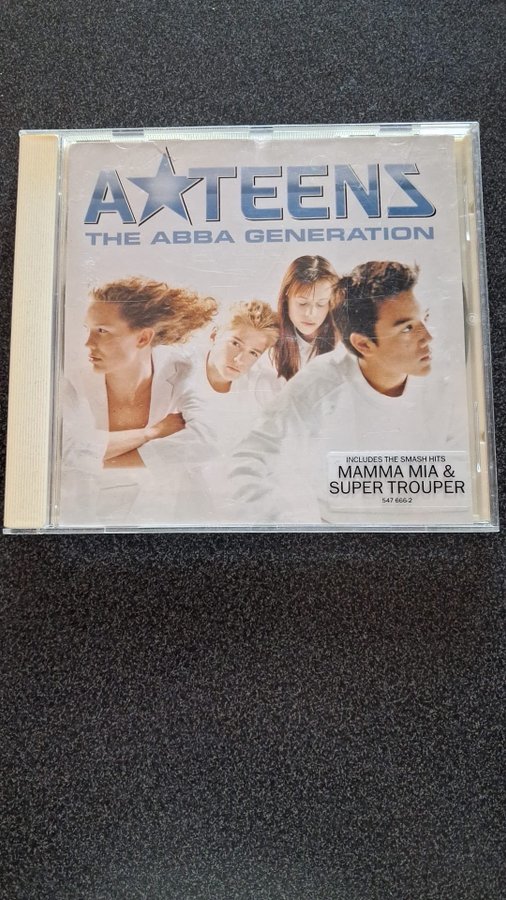 A★TEENS
THE ABBA GENERATION
INCLUDES THE SMASH HITS
MAMMA MIA &
SUPER TROUPER
547 666-2